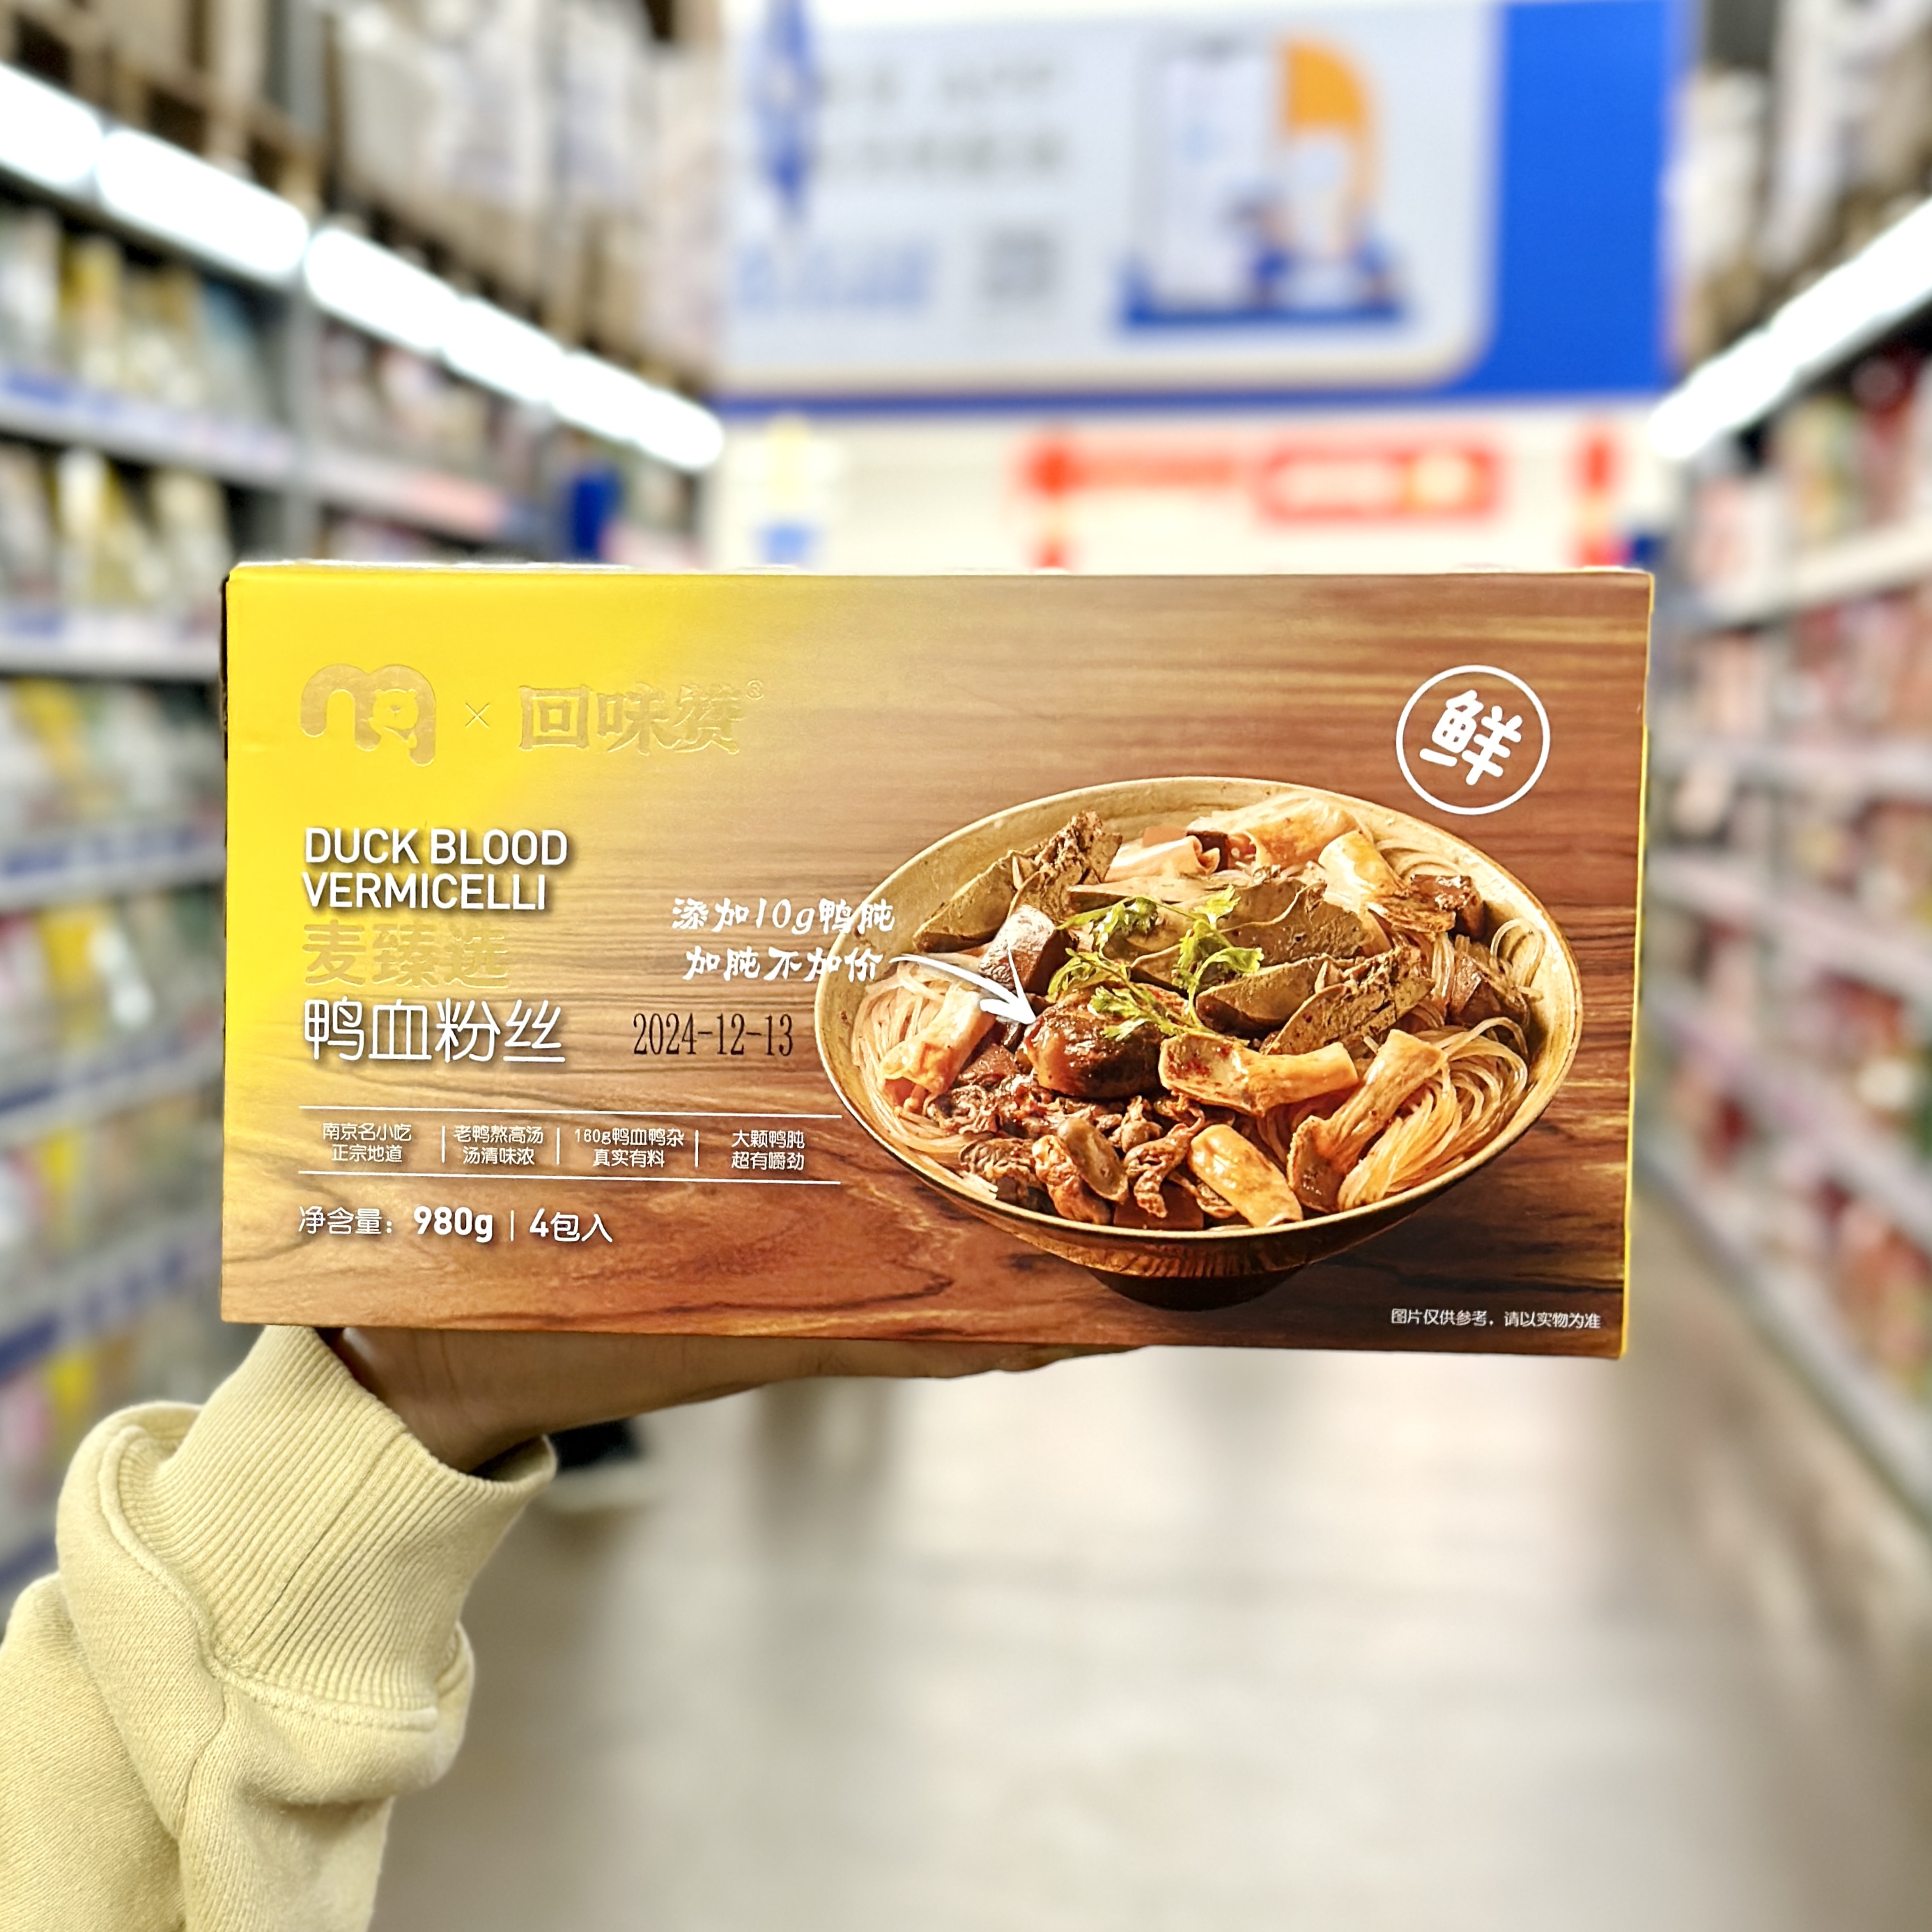 × 回味赞®
鲜
DUCK BLOOD
VERMICELLI
麦臻选
鸭血粉丝
添加10g鸭肫
加肫不加价
2024-12-13
南京名小吃
正宗地道
老鸭熬高汤
汤清味浓
160g鸭血鸭杂
真实有料
大颗鸭肫
超有嚼劲
净含量：980g | 4包入
图片仅供参考，请以实物为准